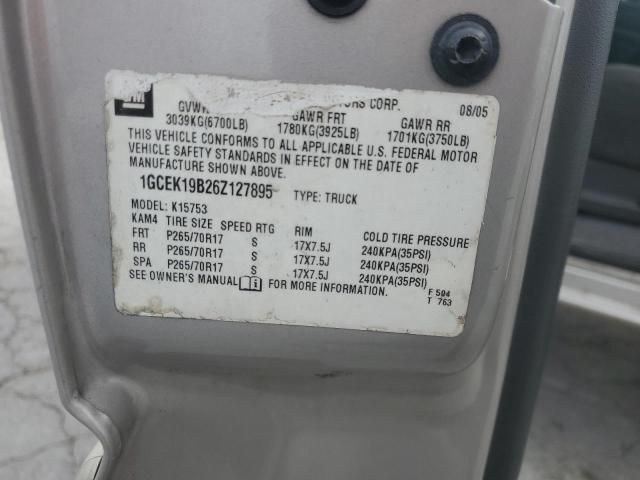 GM
CORP. 08/05
GAWR FRT GAWR RR
3039KG(6700LB) 1780KG(3925LB) 1701KG(3750LB)
THIS VEHICLE CONFORMS TO ALL APPLICABLE U.S. FEDERAL MOTOR
VEHICLE SAFETY STANDARDS IN EFFECT ON THE DATE OF
MANUFACTURE SHOWN ABOVE.
1GCEK19B26Z127895 TYPE: TRUCK
MODEL: K15753
KAM4 TIRE SIZE SPEED RTG RIM COLD TIRE PRESSURE
FRT P265/70R17 S 17X7.5J 240KPA(35PSI)
RR P265/70R17 S 17X7.5J 240KPA(35PSI)
SPA P265/70R17 S 17X7.5J 240KPA(35PSI)
SEE OWNER'S MANUAL FOR MORE INFORMATION.
F 594
T 763